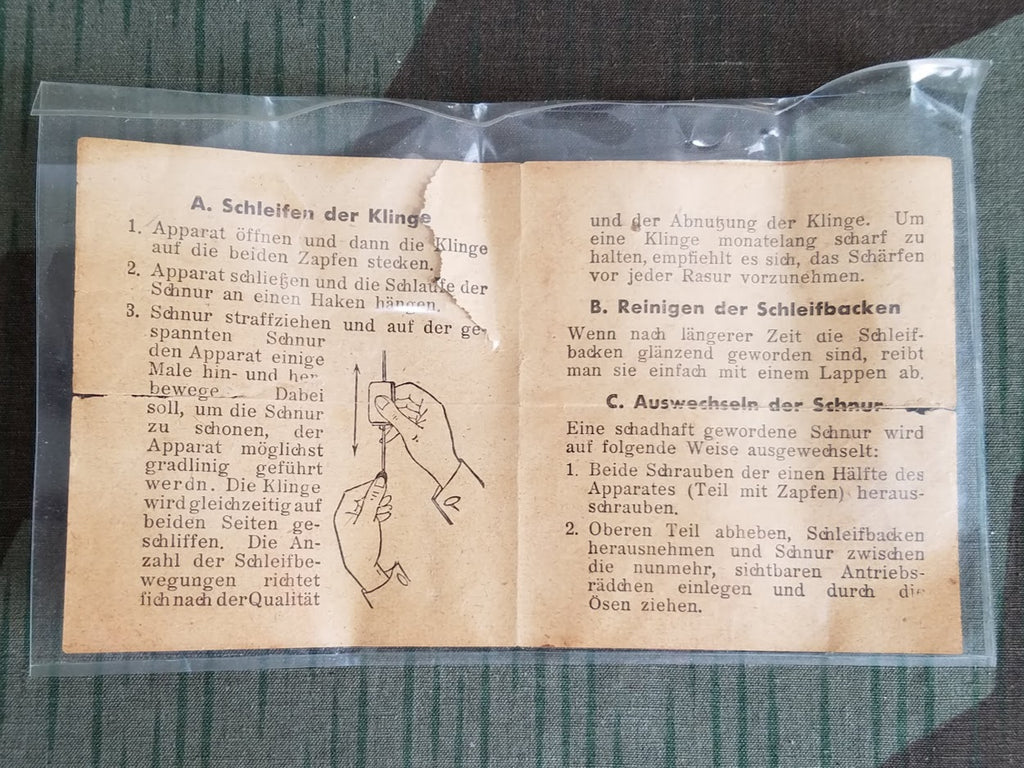 A. Schleifen der Klinge
1. Apparat öffnen und dann die Klinge
auf die beiden Zapfen stecken.
2. Apparat schließen und die Schlaufe der
Schnur an einen Haken hängen.
3. Schnur straffziehen und auf der ge-
spannten Schnur
den Apparat einige
Male hin- und her
bewege Dabei
soll, um die Schnur
zu schonen, der
Apparat möglichst
gradlinig geführt
werdn. Die Klinge
wird gleichzeitig auf
beiden Seiten ge-
schliffen. Die An-
zahl der Schleifbe-
wegungen richtet
sich nach der Qualität
und der Abnutzung der Klinge. Um
eine Klinge monatelang scharf zu
halten, empfiehlt es sich, das Schärfen
vor jeder Rasur vorzunehmen.
B. Reinigen der Schleifbacken
Wenn nach längerer Zeit die Schleif-
backen glänzend geworden sind, reibt
man sie einfach mit einem Lappen ab.
C. Auswechseln der Schnur
Eine schadhaft gewordene Schnur wird
auf folgende Weise ausgewechselt:
1. Beide Schrauben der einen Hälfte des
Apparates (Teil mit Zapfen) heraus-
schrauben.
2. Oberen Teil abheben, Schleifbacken
herausnehmen und Schnur zwischen
die nunmehr, sichtbaren Antriebs-
rädchen einlegen und durch die
Ösen ziehen.